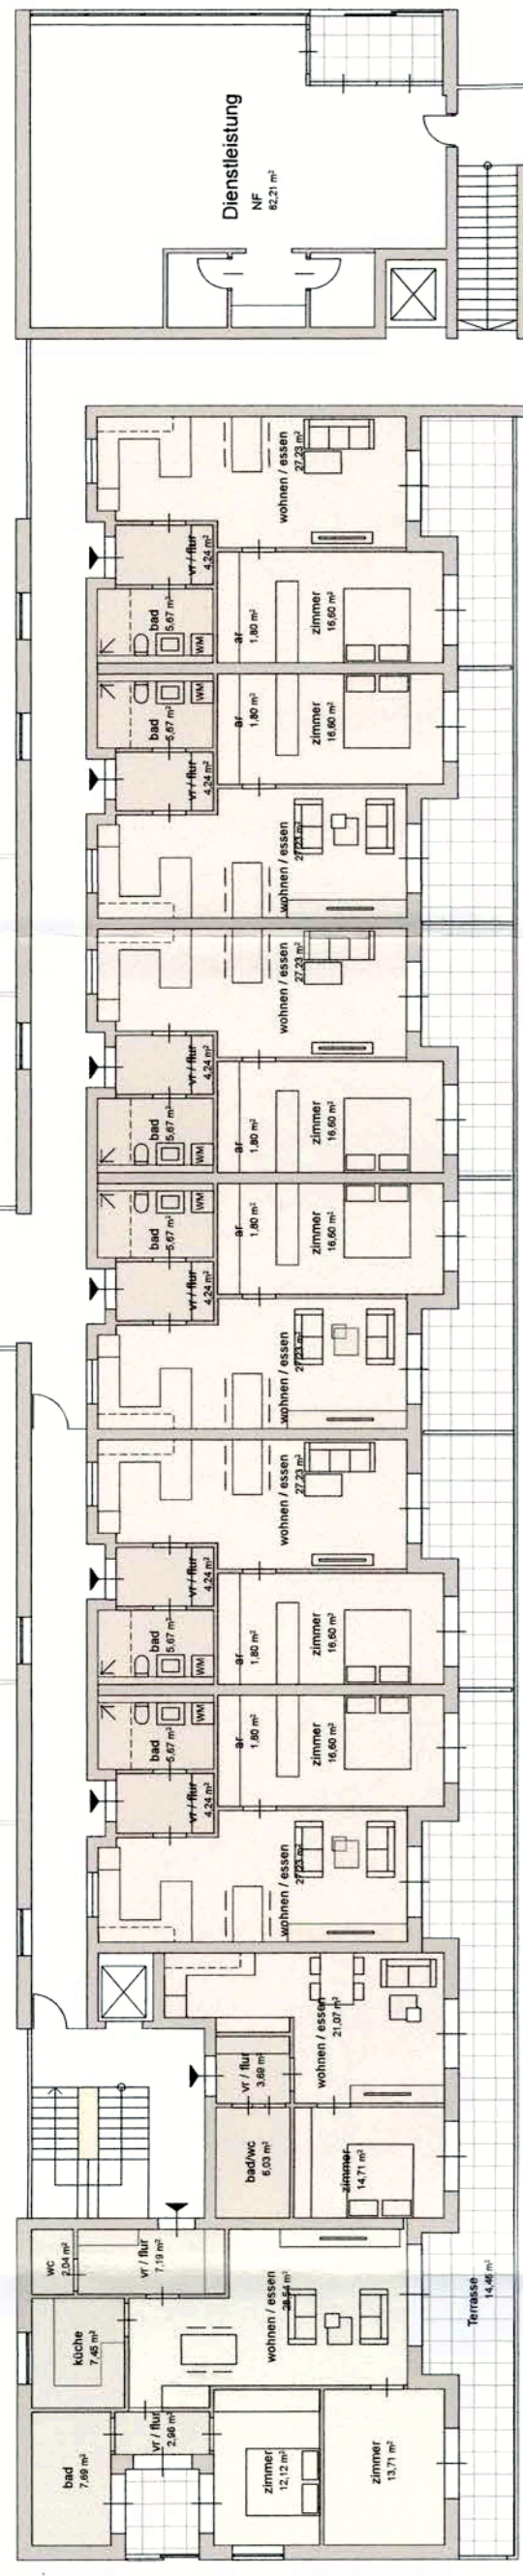 Dienstleistung
NF
82,21 m²
wohnen / essen
27,23 m²
vr / flur
4,24 m²
bad
5,67 m²
WM
ar
1,80 m²
zimmer
16,60 m²
bad
5,67 m²
WM
ar
1,80 m²
zimmer
16,60 m²
vr / flur
4,24 m²
wohnen / essen
27,23 m²
wohnen / essen
27,23 m²
vr / flur
4,24 m²
bad
5,67 m²
WM
ar
1,80 m²
zimmer
16,60 m²
bad
5,67 m²
WM
ar
1,80 m²
zimmer
16,60 m²
vr / flur
4,24 m²
wohnen / essen
27,23 m²
wohnen / essen
27,23 m²
vr / flur
4,24 m²
bad
5,67 m²
WM
ar
1,80 m²
zimmer
16,60 m²
bad
5,67 m²
WM
ar
1,80 m²
zimmer
16,60 m²
vr / flur
4,24 m²
wohnen / essen
27,23 m²
wohnen / essen
21,07 m²
vr / flur
3,69 m²
bad/wc
6,03 m²
zimmer
14,71 m²
wc
2,04 m²
vr / flur
7,19 m²
küche
7,45 m²
wohnen / essen
28,54 m²
Terrasse
14,46 m²
bad
7,69 m²
vr / flur
2,96 m²
zimmer
12,12 m²
zimmer
13,71 m²